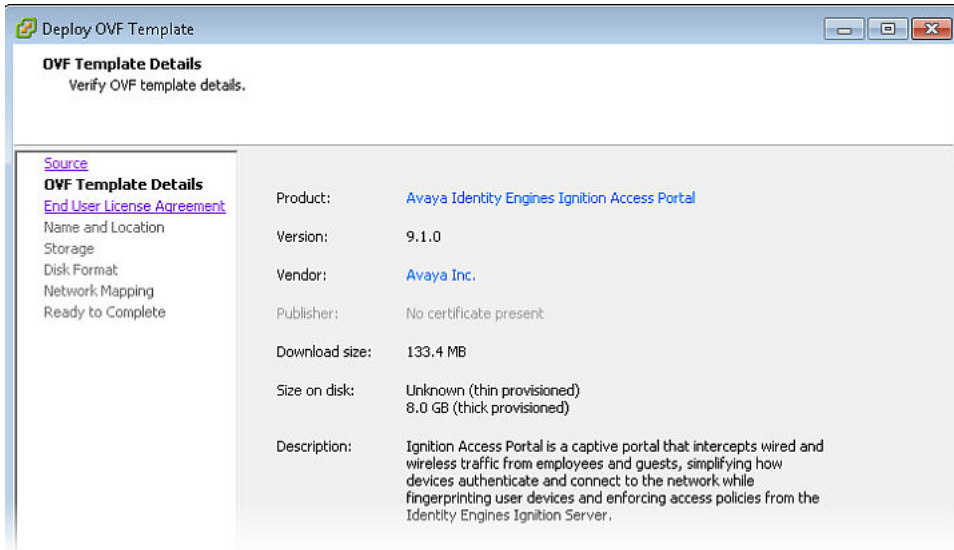 Deploy OVF Template
OVF Template Details
Verify OVF template details.
Source
OVF Template Details
End User License Agreement
Name and Location
Storage
Disk Format
Network Mapping
Ready to Complete
Product: Avaya Identity Engines Ignition Access Portal
Version: 9.1.0
Vendor: Avaya Inc.
Publisher: No certificate present
Download size: 133.4 MB
Size on disk: Unknown (thin provisioned)
8.0 GB (thick provisioned)
Description: Ignition Access Portal is a captive portal that intercepts wired and
wireless traffic from employees and guests, simplifying how
devices authenticate and connect to the network while
fingerprinting user devices and enforcing access policies from the
Identity Engines Ignition Server.